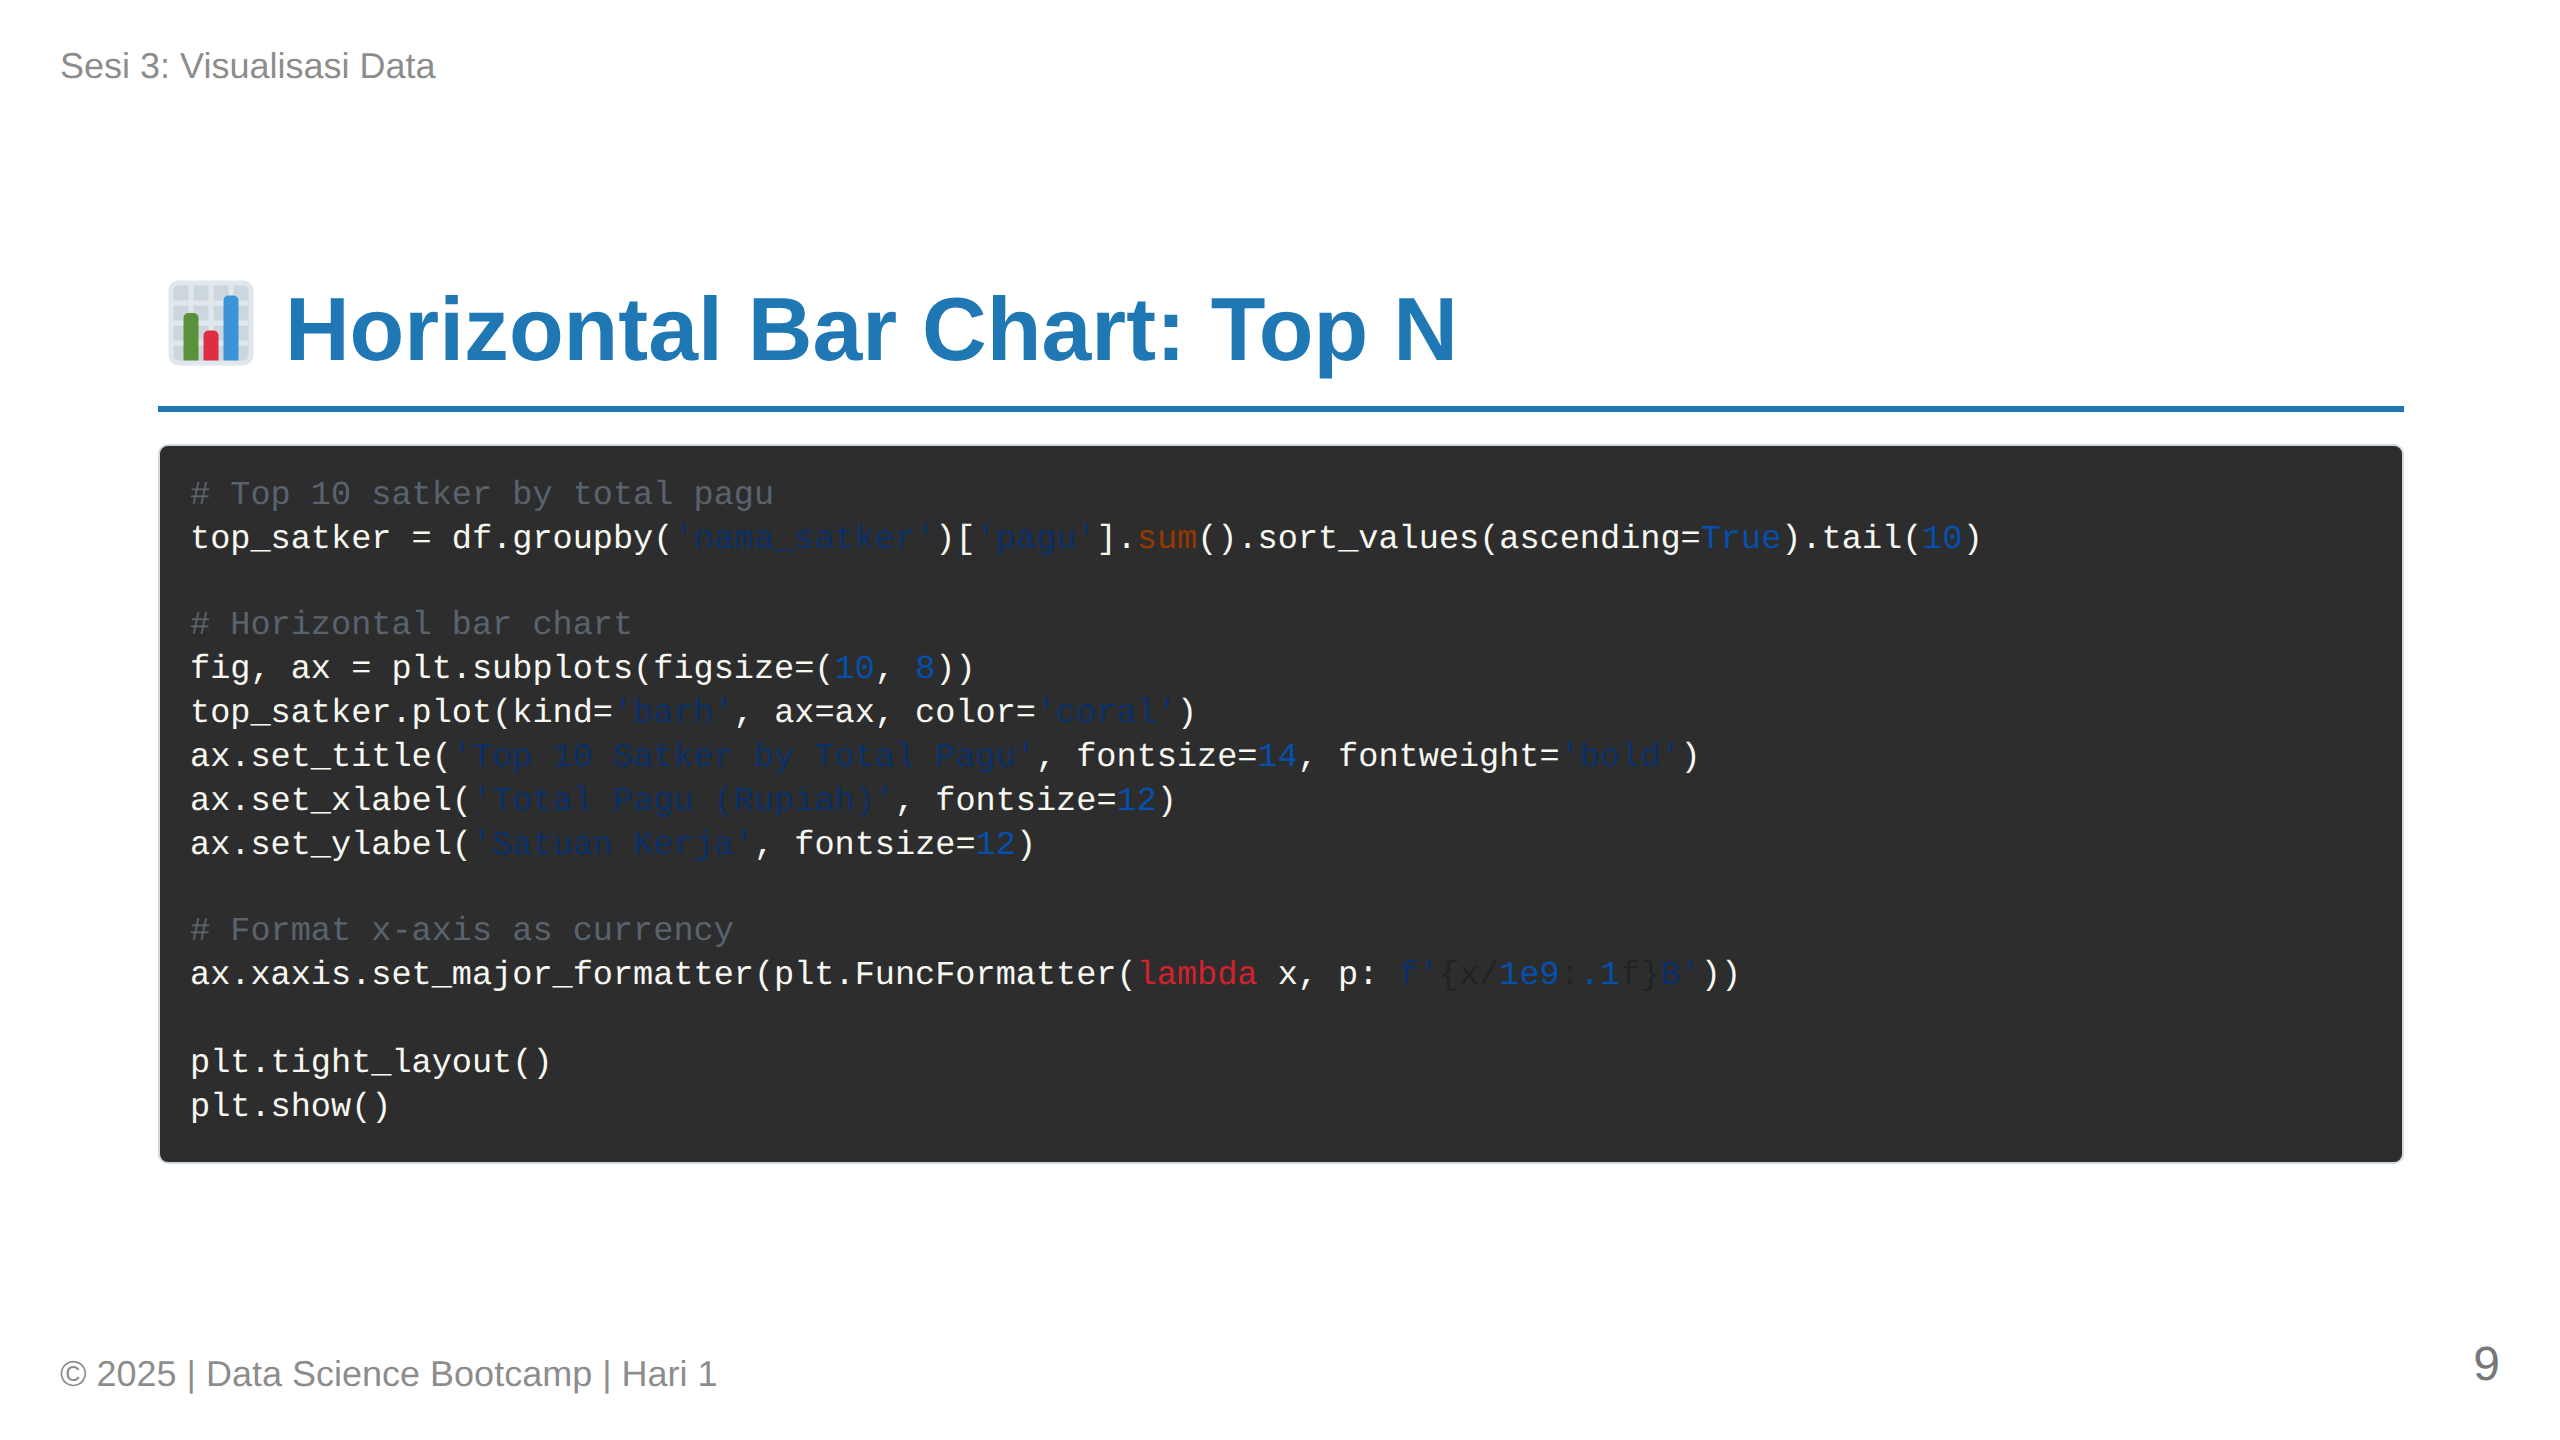 Sesi 3: Visualisasi Data
Horizontal Bar Chart: Top N
# Top 10 satker by total pagu
top_satker = df.groupby('nama_satker')['pagu'].sum().sort_values(ascending=True).tail(10)
# Horizontal bar chart
fig, ax = plt.subplots(figsize=(10, 8))
top_satker.plot(kind='barh', ax=ax, color='coral')
ax.set_title('Top 10 Satker by Total Pagu', fontsize=14, fontweight='bold')
ax.set_xlabel('Total Pagu (Rupiah)', fontsize=12)
ax.set_ylabel('Satuan Kerja', fontsize=12)
# Format x-axis as currency
ax.xaxis.set_major_formatter(plt.FuncFormatter(lambda x, p: f'{x/1e9:.1f}B'))
plt.tight_layout()
plt.show()
© 2025 | Data Science Bootcamp | Hari 1
9